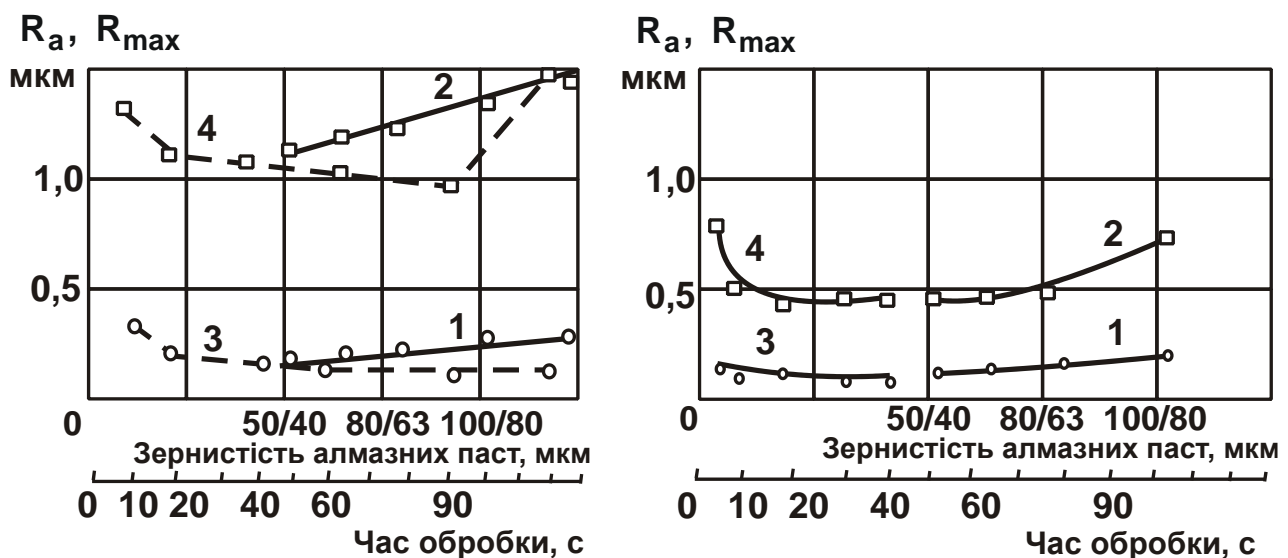 Ra, Rmax
мкм
2
4
1,0
0,5
3
1
0 50/40 80/63 100/80
Зернистість алмазних паст, мкм
0 10 20 40 60 90
Час обробки, с
Ra, Rmax
мкм
1,0
4
2
0,5
3
1
0 50/40 80/63 100/80
Зернистість алмазних паст, мкм
0 10 20 40 60 90
Час обробки, с